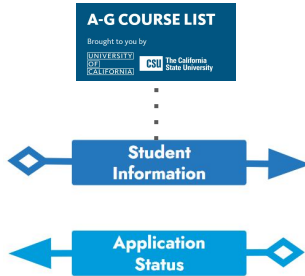 A-G COURSE LIST
Brought to you by
UNIVERSITY
OF
CALIFORNIA
CSU The California
State University
Student
Information
Application
Status